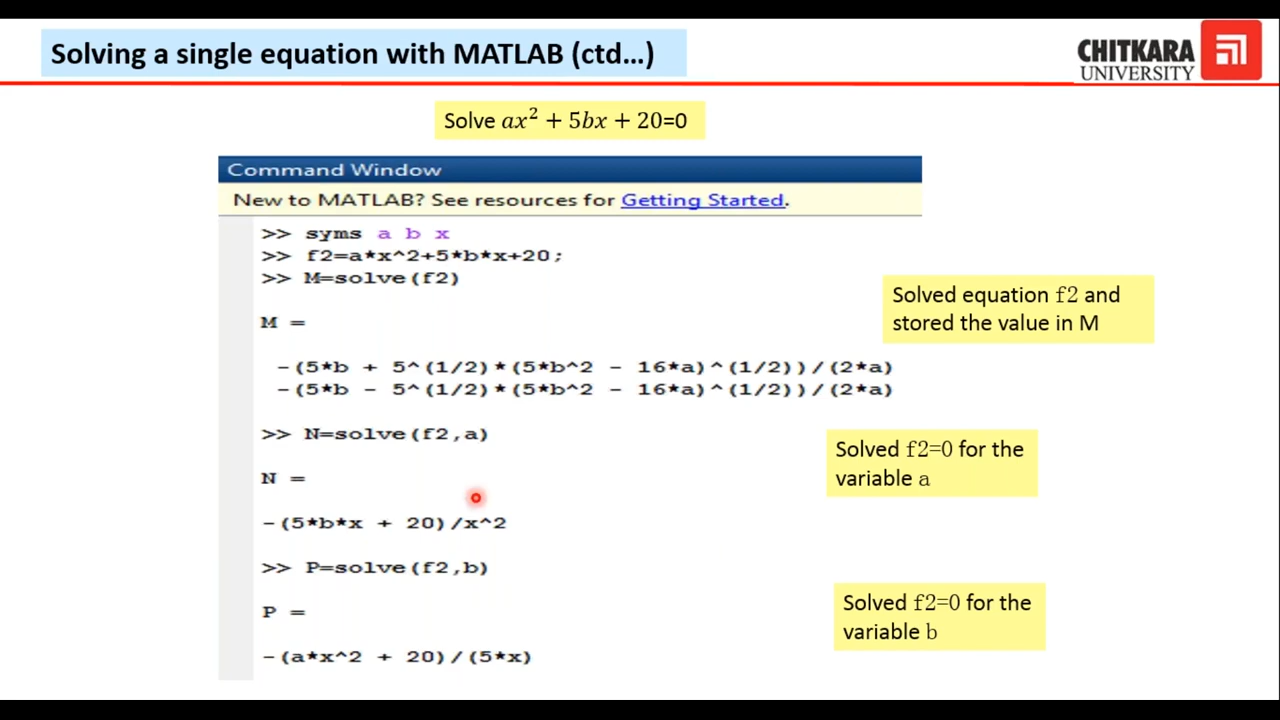 Solving a single equation with MATLAB (ctd…)
CHITKARA
UNIVERSITY
Solve 𝑎𝑥² + 5𝑏𝑥 + 20=0
Command Window
New to MATLAB? See resources for Getting Started.
>> syms a b x
>> f2=a*x^2+5*b*x+20;
>> M=solve(f2)
M =
-(5*b + 5^(1/2)*(5*b^2 - 16*a)^(1/2))/(2*a)
-(5*b - 5^(1/2)*(5*b^2 - 16*a)^(1/2))/(2*a)
Solved equation f2 and
stored the value in M
>> N=solve(f2,a)
N =
-(5*b*x + 20)/x^2
Solved f2=0 for the
variable a
>> P=solve(f2,b)
P =
-(a*x^2 + 20)/(5*x)
Solved f2=0 for the
variable b